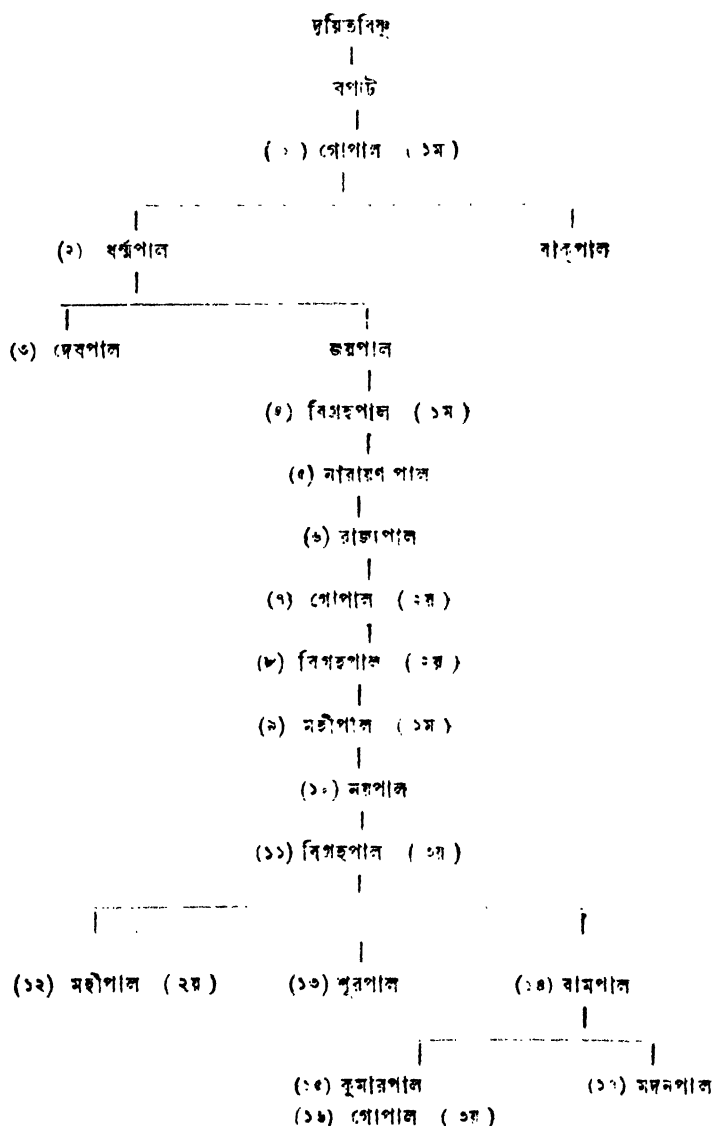 দয়িতবিষ্ণু
বপাট
(১) গোপাল (১ম)
(২) ধর্ম্মপাল বাক্‌পাল
(৩) দেবপাল জয়পাল
(৪) বিগ্রহপাল (১ম)
(৫) নারায়ণ পাল
(৬) রাজ্যপাল
(৭) গোপাল (২য়)
(৮) বিগ্রহপাল (২য়)
(৯) মহীপাল (১ম)
(১০) নয়পাল
(১১) বিগ্রহপাল (৩য়)
(১২) মহীপাল (২য়) (১৩) শূরপাল (১৪) রামপাল
(১৫) কুমারপাল (১৭) মদনপাল
(১৬) গোপাল (৩য়)